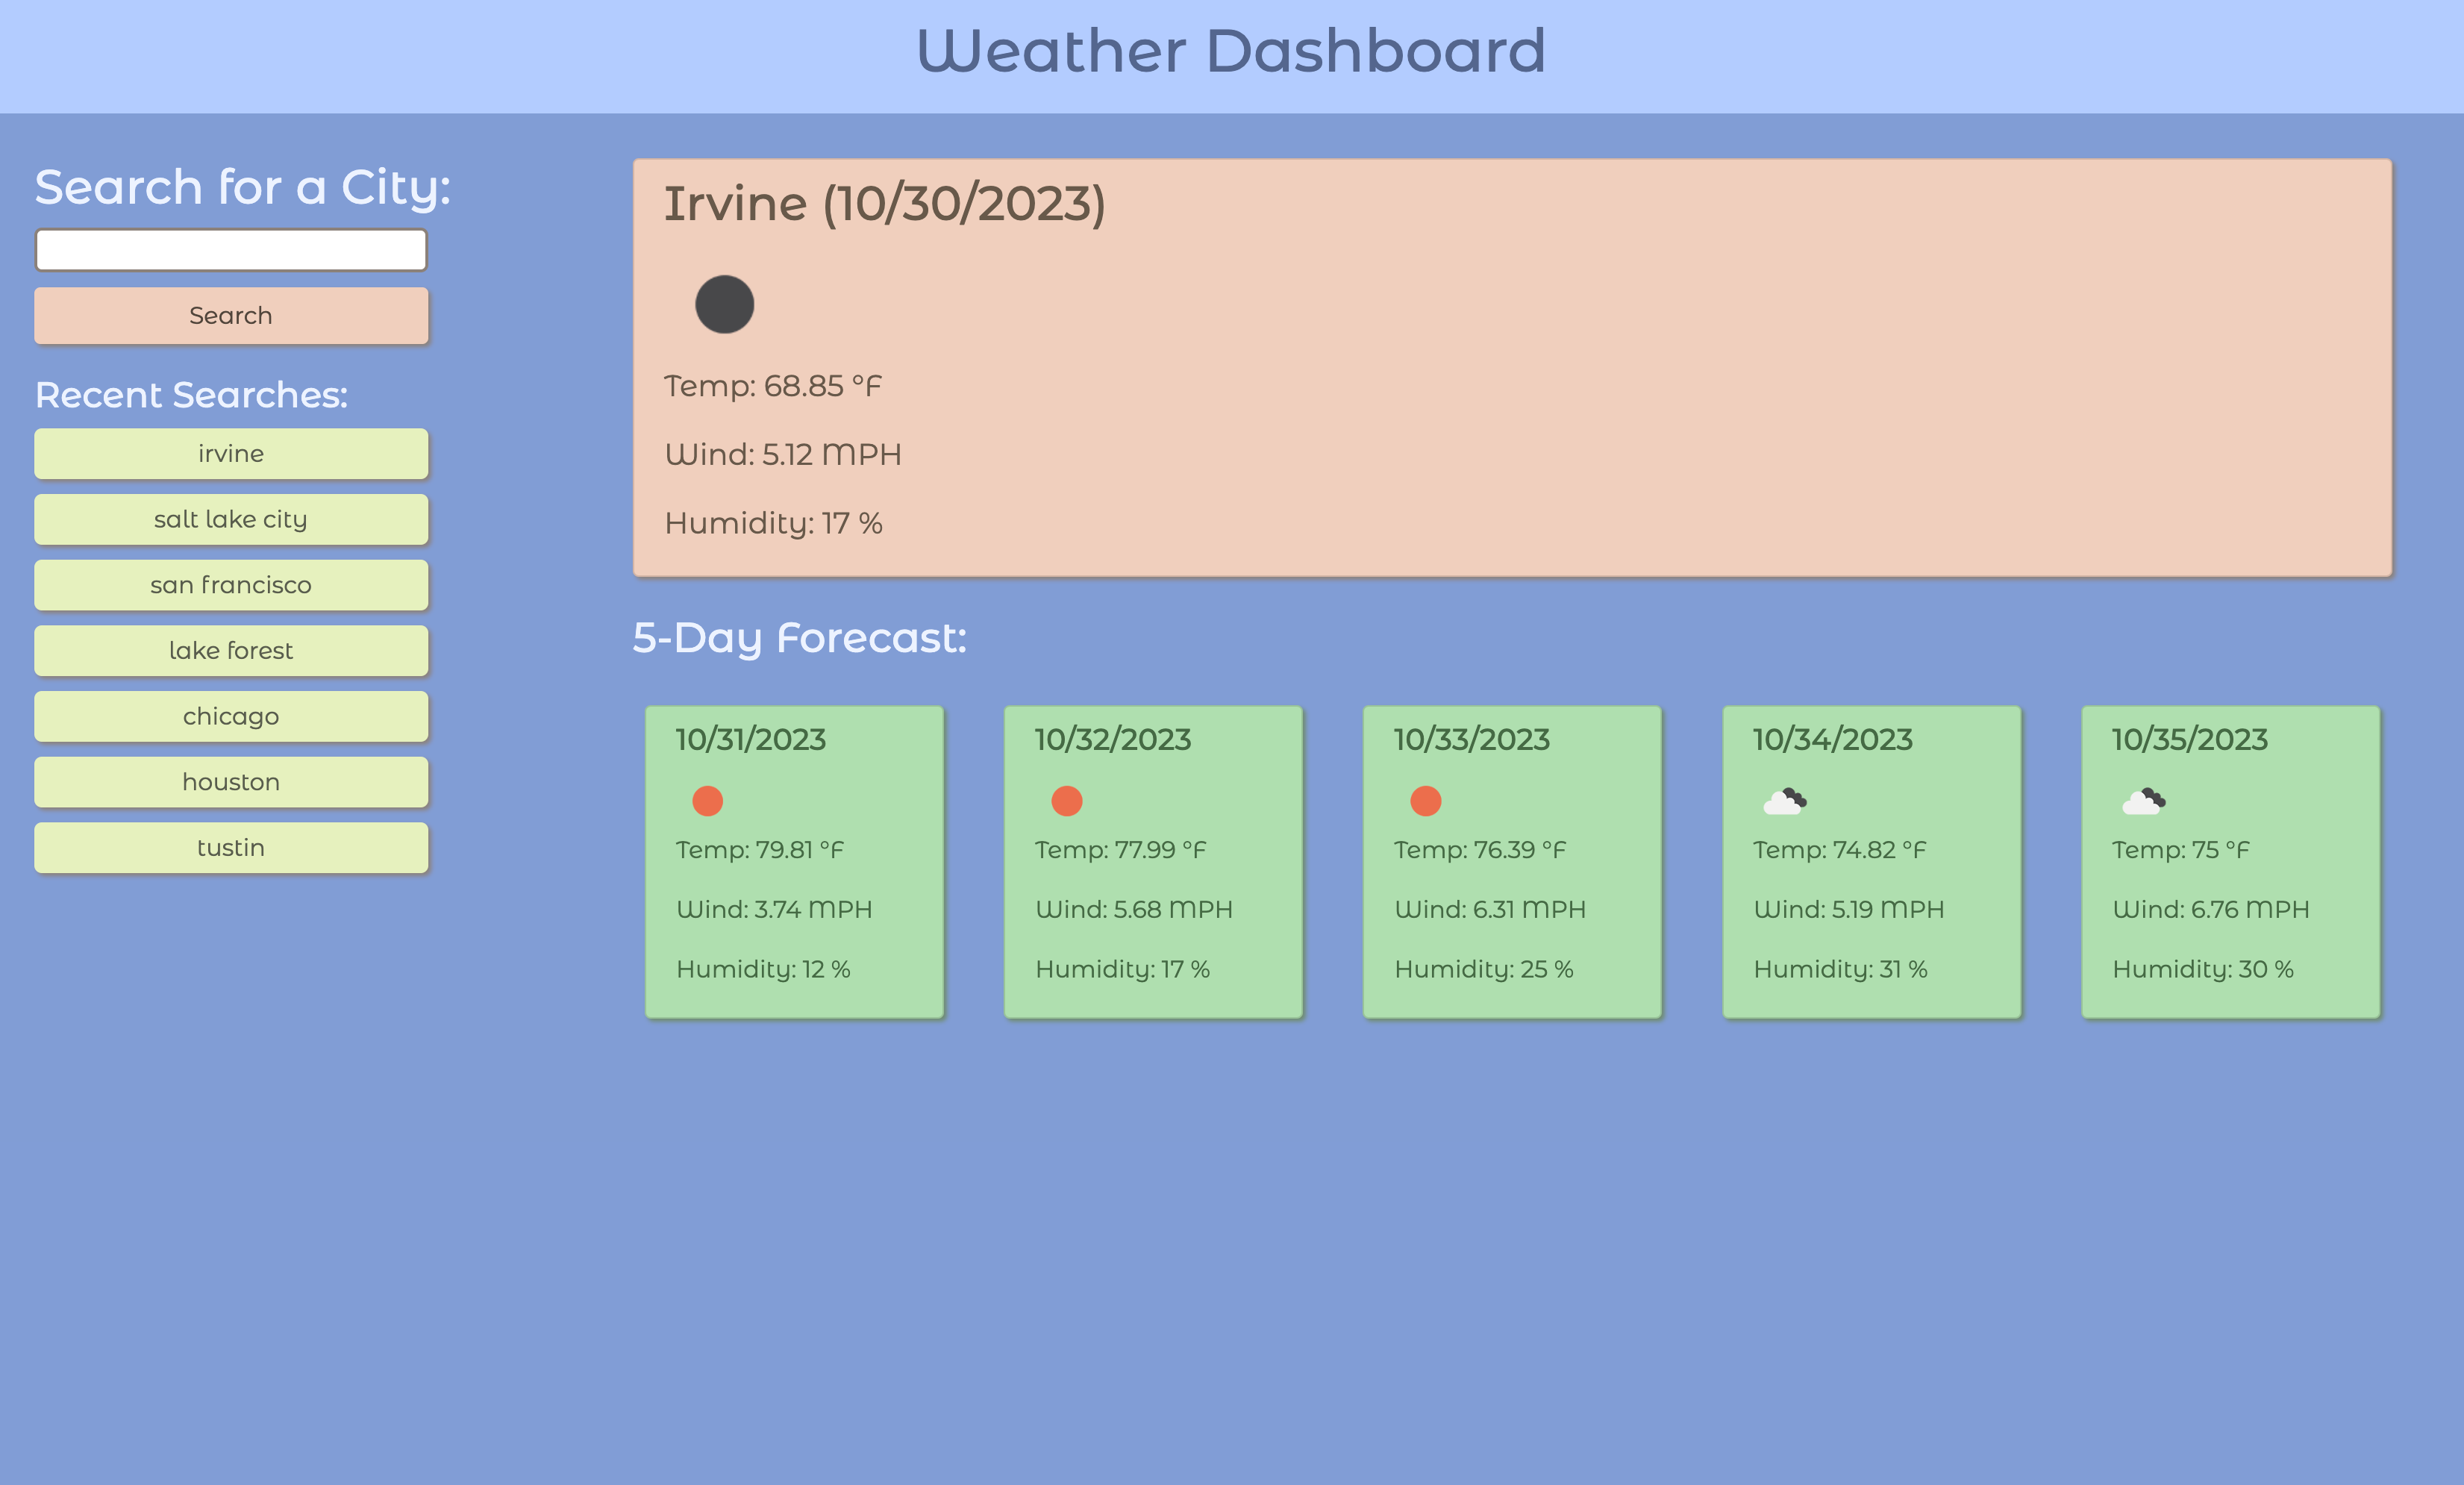 Weather Dashboard
Search for a City:
Search
Recent Searches:
irvine
salt lake city
san francisco
lake forest
chicago
houston
tustin
Irvine (10/30/2023)
Temp: 68.85 °F
Wind: 5.12 MPH
Humidity: 17 %
5-Day Forecast:
10/31/2023
Temp: 79.81 °F
Wind: 3.74 MPH
Humidity: 12 %
10/32/2023
Temp: 77.99 °F
Wind: 5.68 MPH
Humidity: 17 %
10/33/2023
Temp: 76.39 °F
Wind: 6.31 MPH
Humidity: 25 %
10/34/2023
Temp: 74.82 °F
Wind: 5.19 MPH
Humidity: 31 %
10/35/2023
Temp: 75 °F
Wind: 6.76 MPH
Humidity: 30 %